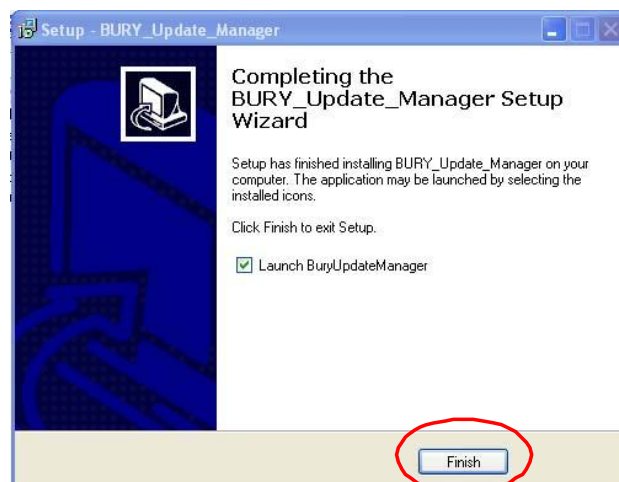 Setup - BURY_Update_Manager
Completing the
BURY_Update_Manager Setup
Wizard
Setup has finished installing BURY_Update_Manager on your
computer. The application may be launched by selecting the
installed icons.
Click Finish to exit Setup.
Launch BuryUpdateManager
Finish